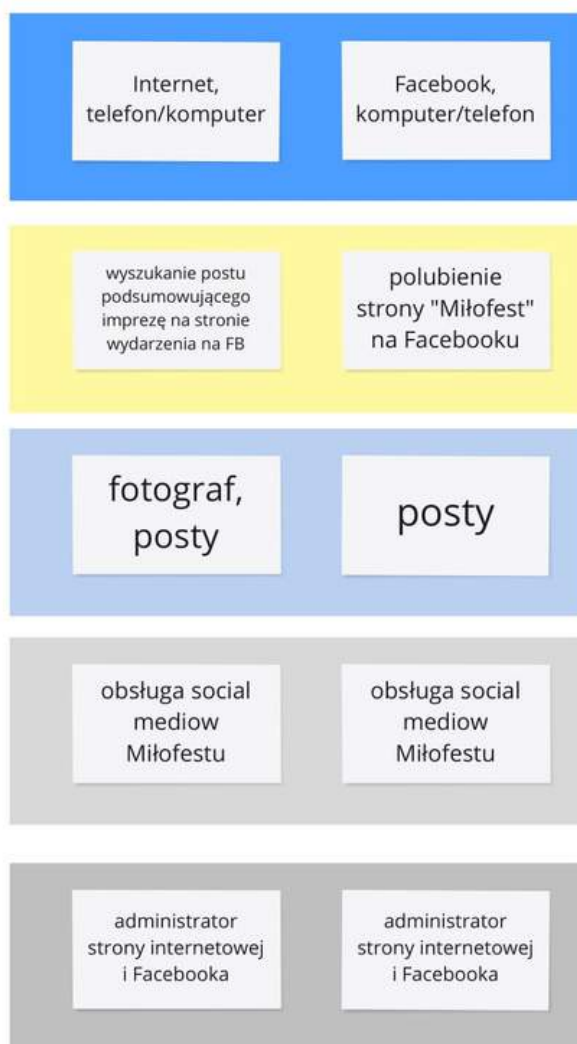 Internet,
telefon/komputer
Facebook,
komputer/telefon
wyszukanie postu
podsumowującego
imprezę na stronie
wydarzenia na FB
polubienie
strony "Miłofest"
na Facebooku
fotograf,
posty
posty
obsługa social
mediow
Miłofestu
obsługa social
mediow
Miłofestu
administrator
strony internetowej
i Facebooka
administrator
strony internetowej
i Facebooka